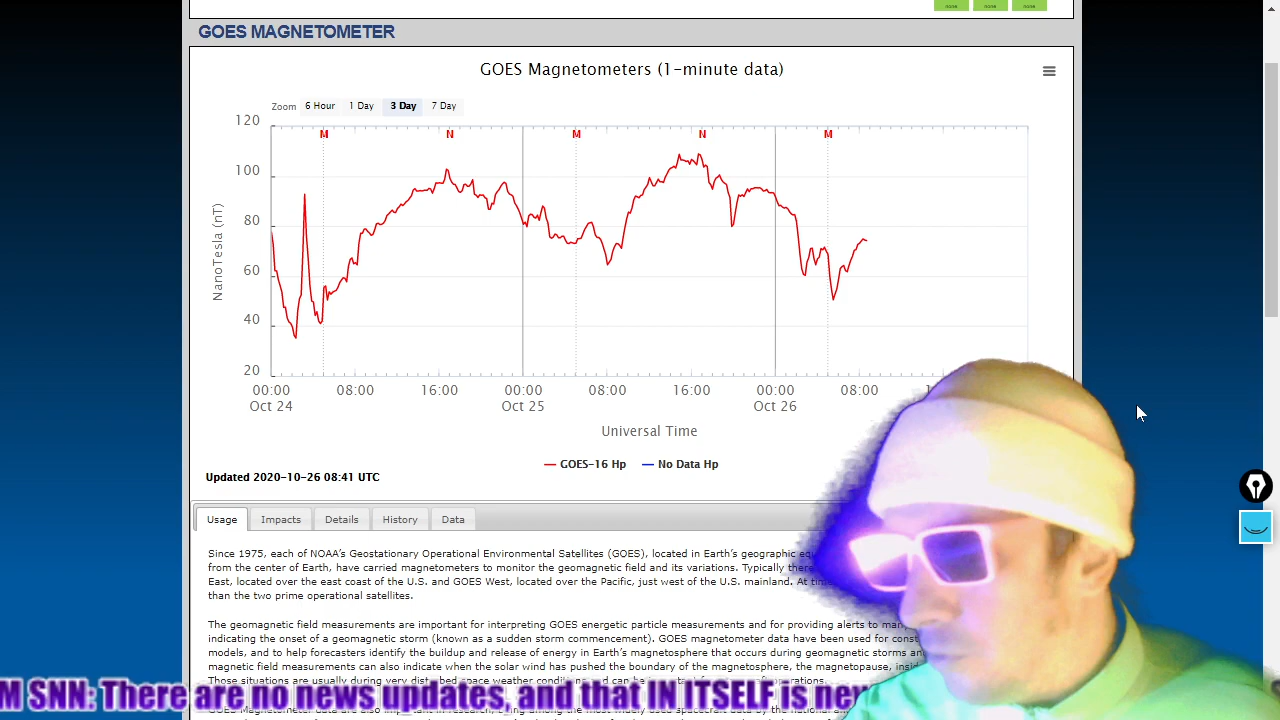 none none none
GOES MAGNETOMETER
GOES Magnetometers (1-minute data)
Zoom 6 Hour 1 Day 3 Day 7 Day
120
M N M N M
100
80
60
40
20
NanoTesla (nT)
00:00 08:00 16:00 00:00 08:00 16:00 00:00 08:00
Oct 24 Oct 25 Oct 26
Universal Time
GOES-16 Hp No Data Hp
Updated 2020-10-26 08:41 UTC
Usage Impacts Details History Data
Since 1975, each of NOAA's Geostationary Operational Environmental Satellites (GOES), located in Earth's geographic
from the center of Earth, have carried magnetometers to monitor the geomagnetic field and its variations. Typically
East, located over the east coast of the U.S. and GOES West, located over the Pacific, just west of the U.S. mainland. At
than the two prime operational satellites.
The geomagnetic field measurements are important for interpreting GOES energetic particle measurements and for providing alerts to
indicating the onset of a geomagnetic storm (known as a sudden storm commencement). GOES magnetometer data have been used for
models, and to help forecasters identify the buildup and release of energy in Earth's magnetosphere that occurs during geomagnetic storms
magnetic field measurements can also indicate when the solar wind has pushed the boundary of the magnetosphere, the magnetopause,
Those situations are usually during very
M SNN: There are no news updates, and that IN ITSELF is